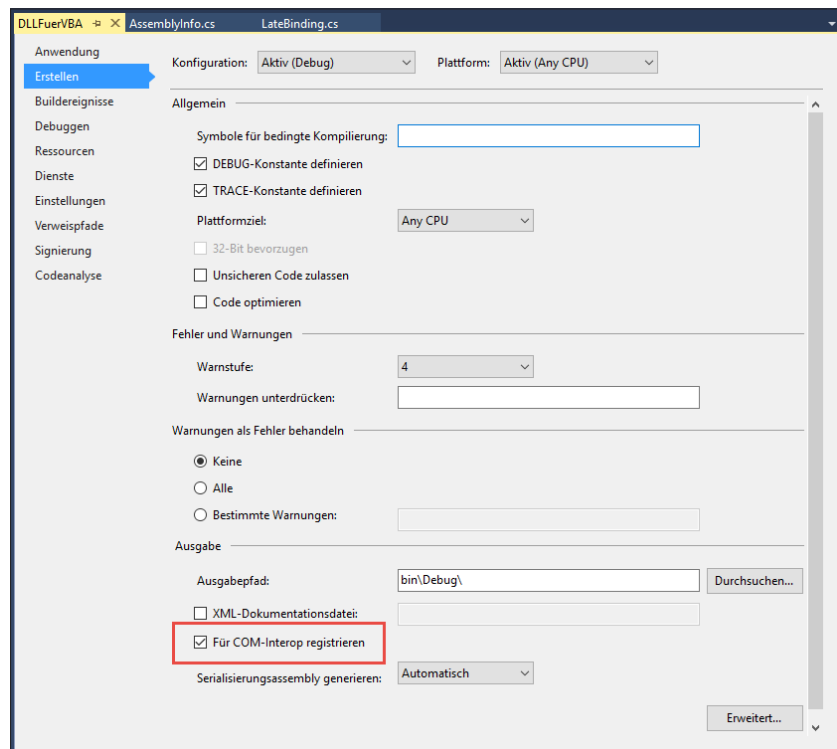 DLLFuerVBA AssemblyInfo.cs LateBinding.cs
Anwendung
Erstellen
Buildereignisse
Debuggen
Ressourcen
Dienste
Einstellungen
Verweispfade
Signierung
Codeanalyse
Konfiguration: Aktiv (Debug) Plattform: Aktiv (Any CPU)
Allgemein
Symbole für bedingte Kompilierung:
DEBUG-Konstante definieren
TRACE-Konstante definieren
Plattformziel: Any CPU
32-Bit bevorzugen
Unsicheren Code zulassen
Code optimieren
Fehler und Warnungen
Warnstufe: 4
Warnungen unterdrücken:
Warnungen als Fehler behandeln
Keine
Alle
Bestimmte Warnungen:
Ausgabe
Ausgabepfad: bin\Debug\ Durchsuchen...
XML-Dokumentationsdatei:
Für COM-Interop registrieren
Serialisierungsassembly generieren: Automatisch
Erweitert...